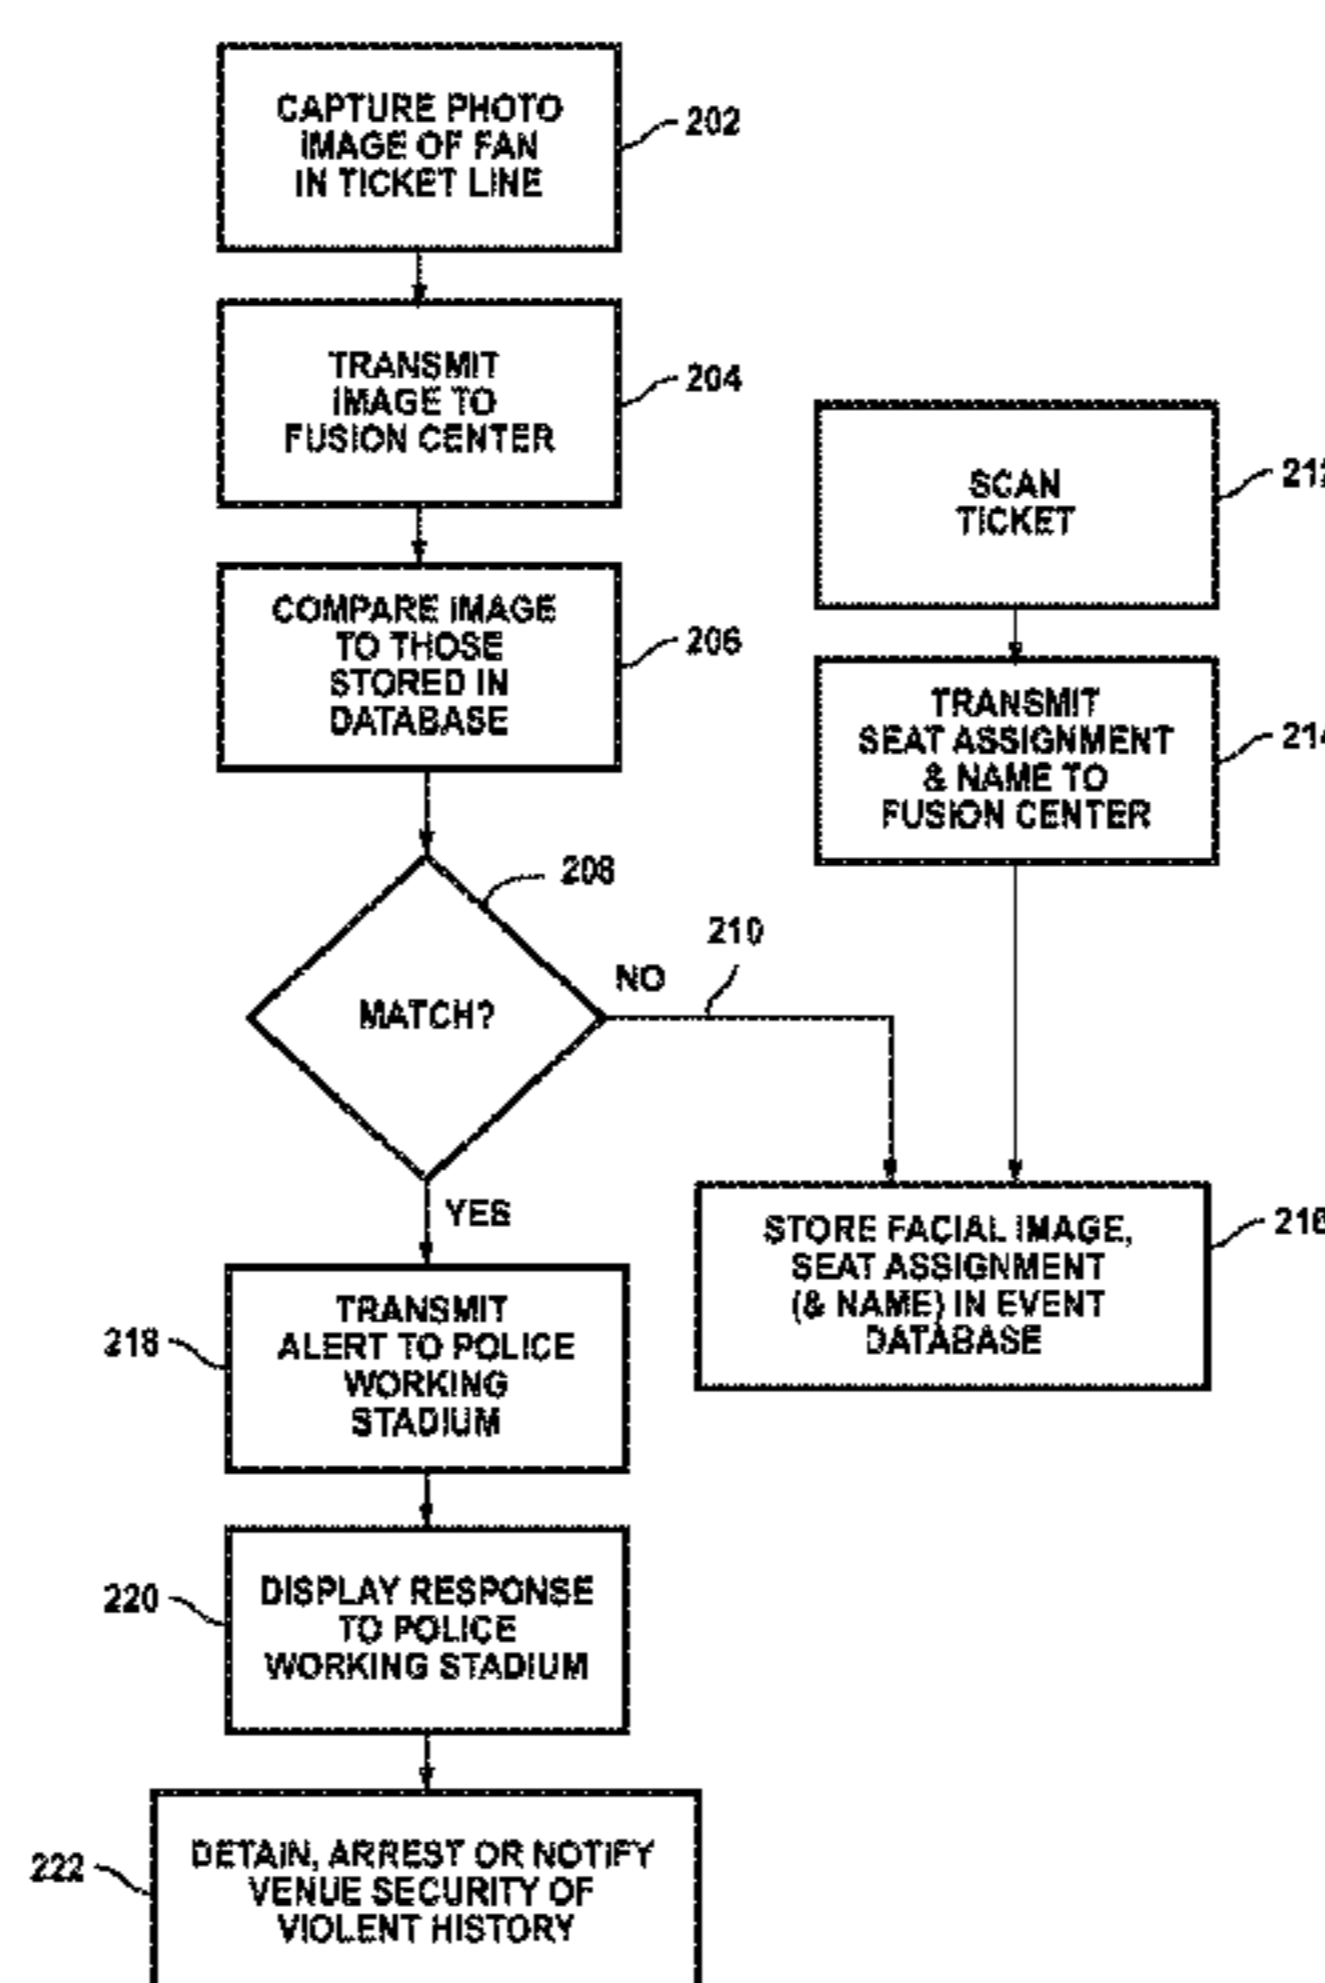 CAPTURE PHOTO
IMAGE OF FAN
IN TICKET LINE
202
TRANSMIT
IMAGE TO
FUSION CENTER
204
COMPARE IMAGE
TO THOSE
STORED IN
DATABASE
206
SCAN
TICKET
212
TRANSMIT
SEAT ASSIGNMENT
& NAME TO
FUSION CENTER
214
208
MATCH?
NO
210
YES
STORE FACIAL IMAGE,
SEAT ASSIGNMENT
(& NAME) IN EVENT
DATABASE
216
218
TRANSMIT
ALERT TO POLICE
WORKING
STADIUM
220
DISPLAY RESPONSE
TO POLICE
WORKING STADIUM
222
DETAIN, ARREST OR NOTIFY
VENUE SECURITY OF
VIOLENT HISTORY